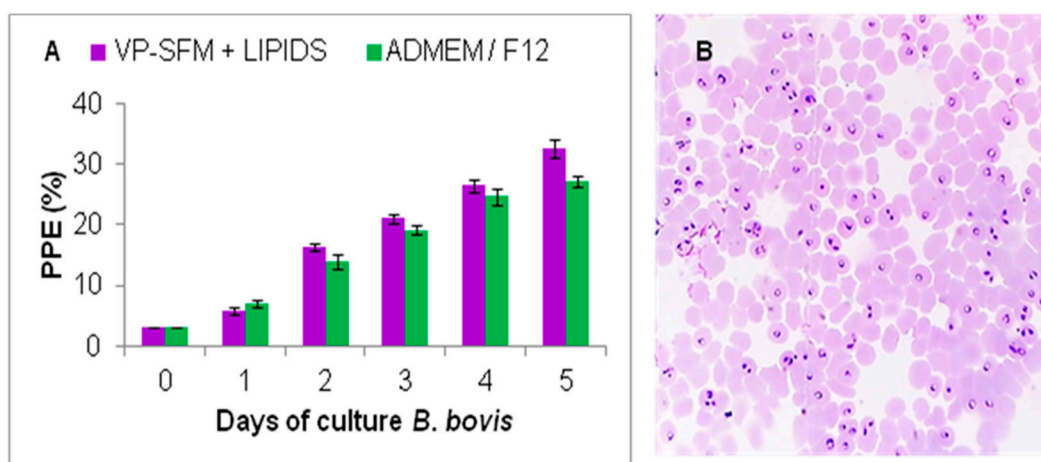 A VP-SFM + LIPIDS ADMEM / F12
40
30
20
10
0
PPE (%)
0 1 2 3 4 5
Days of culture B. bovis
B